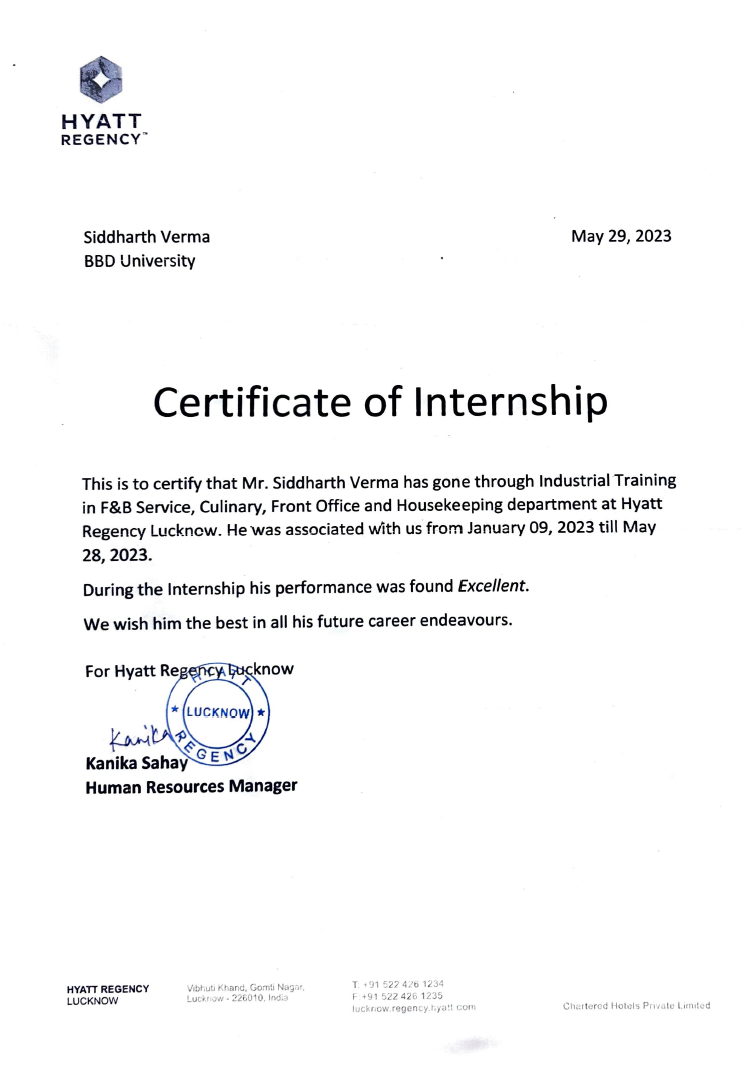 HYATT
REGENCY™
Siddharth Verma
May 29, 2023
BBD University
Certificate of Internship
This is to certify that Mr. Siddharth Verma has gone through Industrial Training
in F&B Service, Culinary, Front Office and Housekeeping department at Hyatt
Regency Lucknow. He was associated with us from January 09, 2023 till May
28, 2023.
During the Internship his performance was found Excellent.
We wish him the best in all his future career endeavours.
For Hyatt Regency Lucknow
HYATT
★ LUCKNOW ★
REGENCY
Kanika
Kanika Sahay
Human Resources Manager
HYATT REGENCY
LUCKNOW
Vibhuti Khand, Gomti Nagar,
Lucknow - 226010, India
T: +91 522 426 1234
F:+91 522 426 1235
lucknow.regency.hyatt.com
Chartered Hotels Private Limited